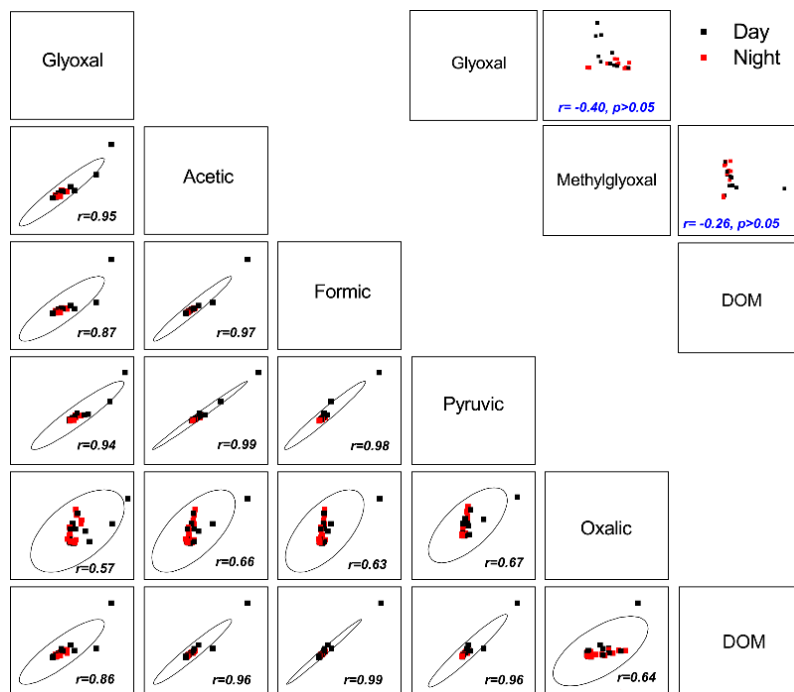 Glyoxal
Glyoxal
r= -0.40, p>0.05
Day
Night
r=0.95
Acetic
Methylglyoxal
r= -0.26, p>0.05
r=0.87
r=0.97
Formic
DOM
r=0.94
r=0.99
r=0.98
Pyruvic
r=0.57
r=0.66
r=0.63
r=0.67
Oxalic
r=0.86
r=0.96
r=0.99
r=0.96
r=0.64
DOM